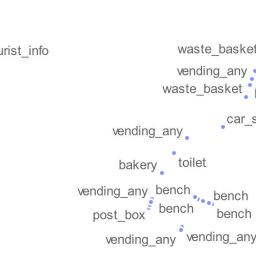 urist_info
waste_basket
vending_any
waste_basket
car_s
vending_any
toilet
bakery
vending_any
bench
bench
post_box
bench
bench
vending_any
vending_any